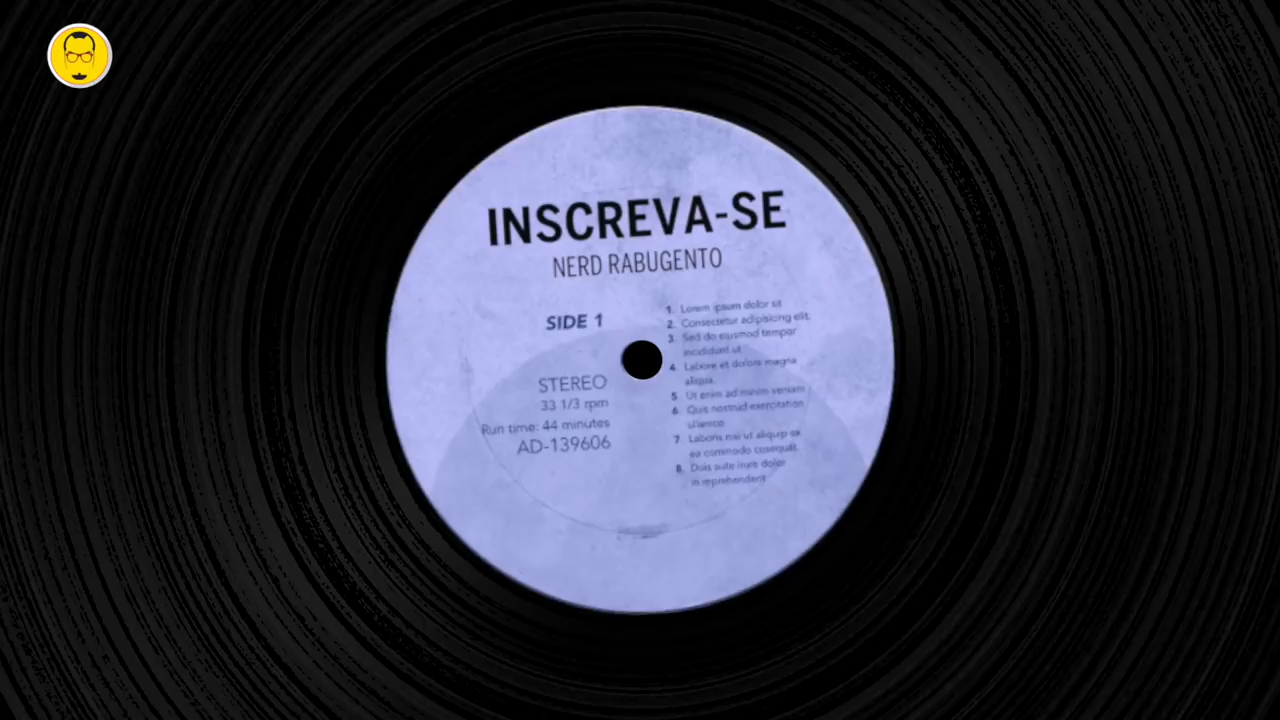 INSCREVA-SE
NERD RABUGENTO
SIDE 1
STEREO
33 1/3 rpm
Run time: 44 minutes
AD-139606
1. Lorem ipsum dolor sit
2. Consectetur adipisicing elit,
3. Sed do eiusmod tempor
incididunt ut
4. Labore et dolore magna
aliqua.
5. Ut enim ad minim veniam
6. Quis nostrud exercitation
ullamco
7. Laboris nisi ut aliquip ex
ea commodo cosequat.
8. Duis aute irure dolor
in reprehenderit